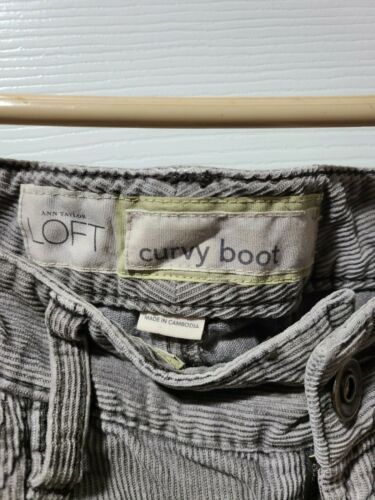 ANN TAYLOR
LOFT
curvy boot
MADE IN CAMBODIA